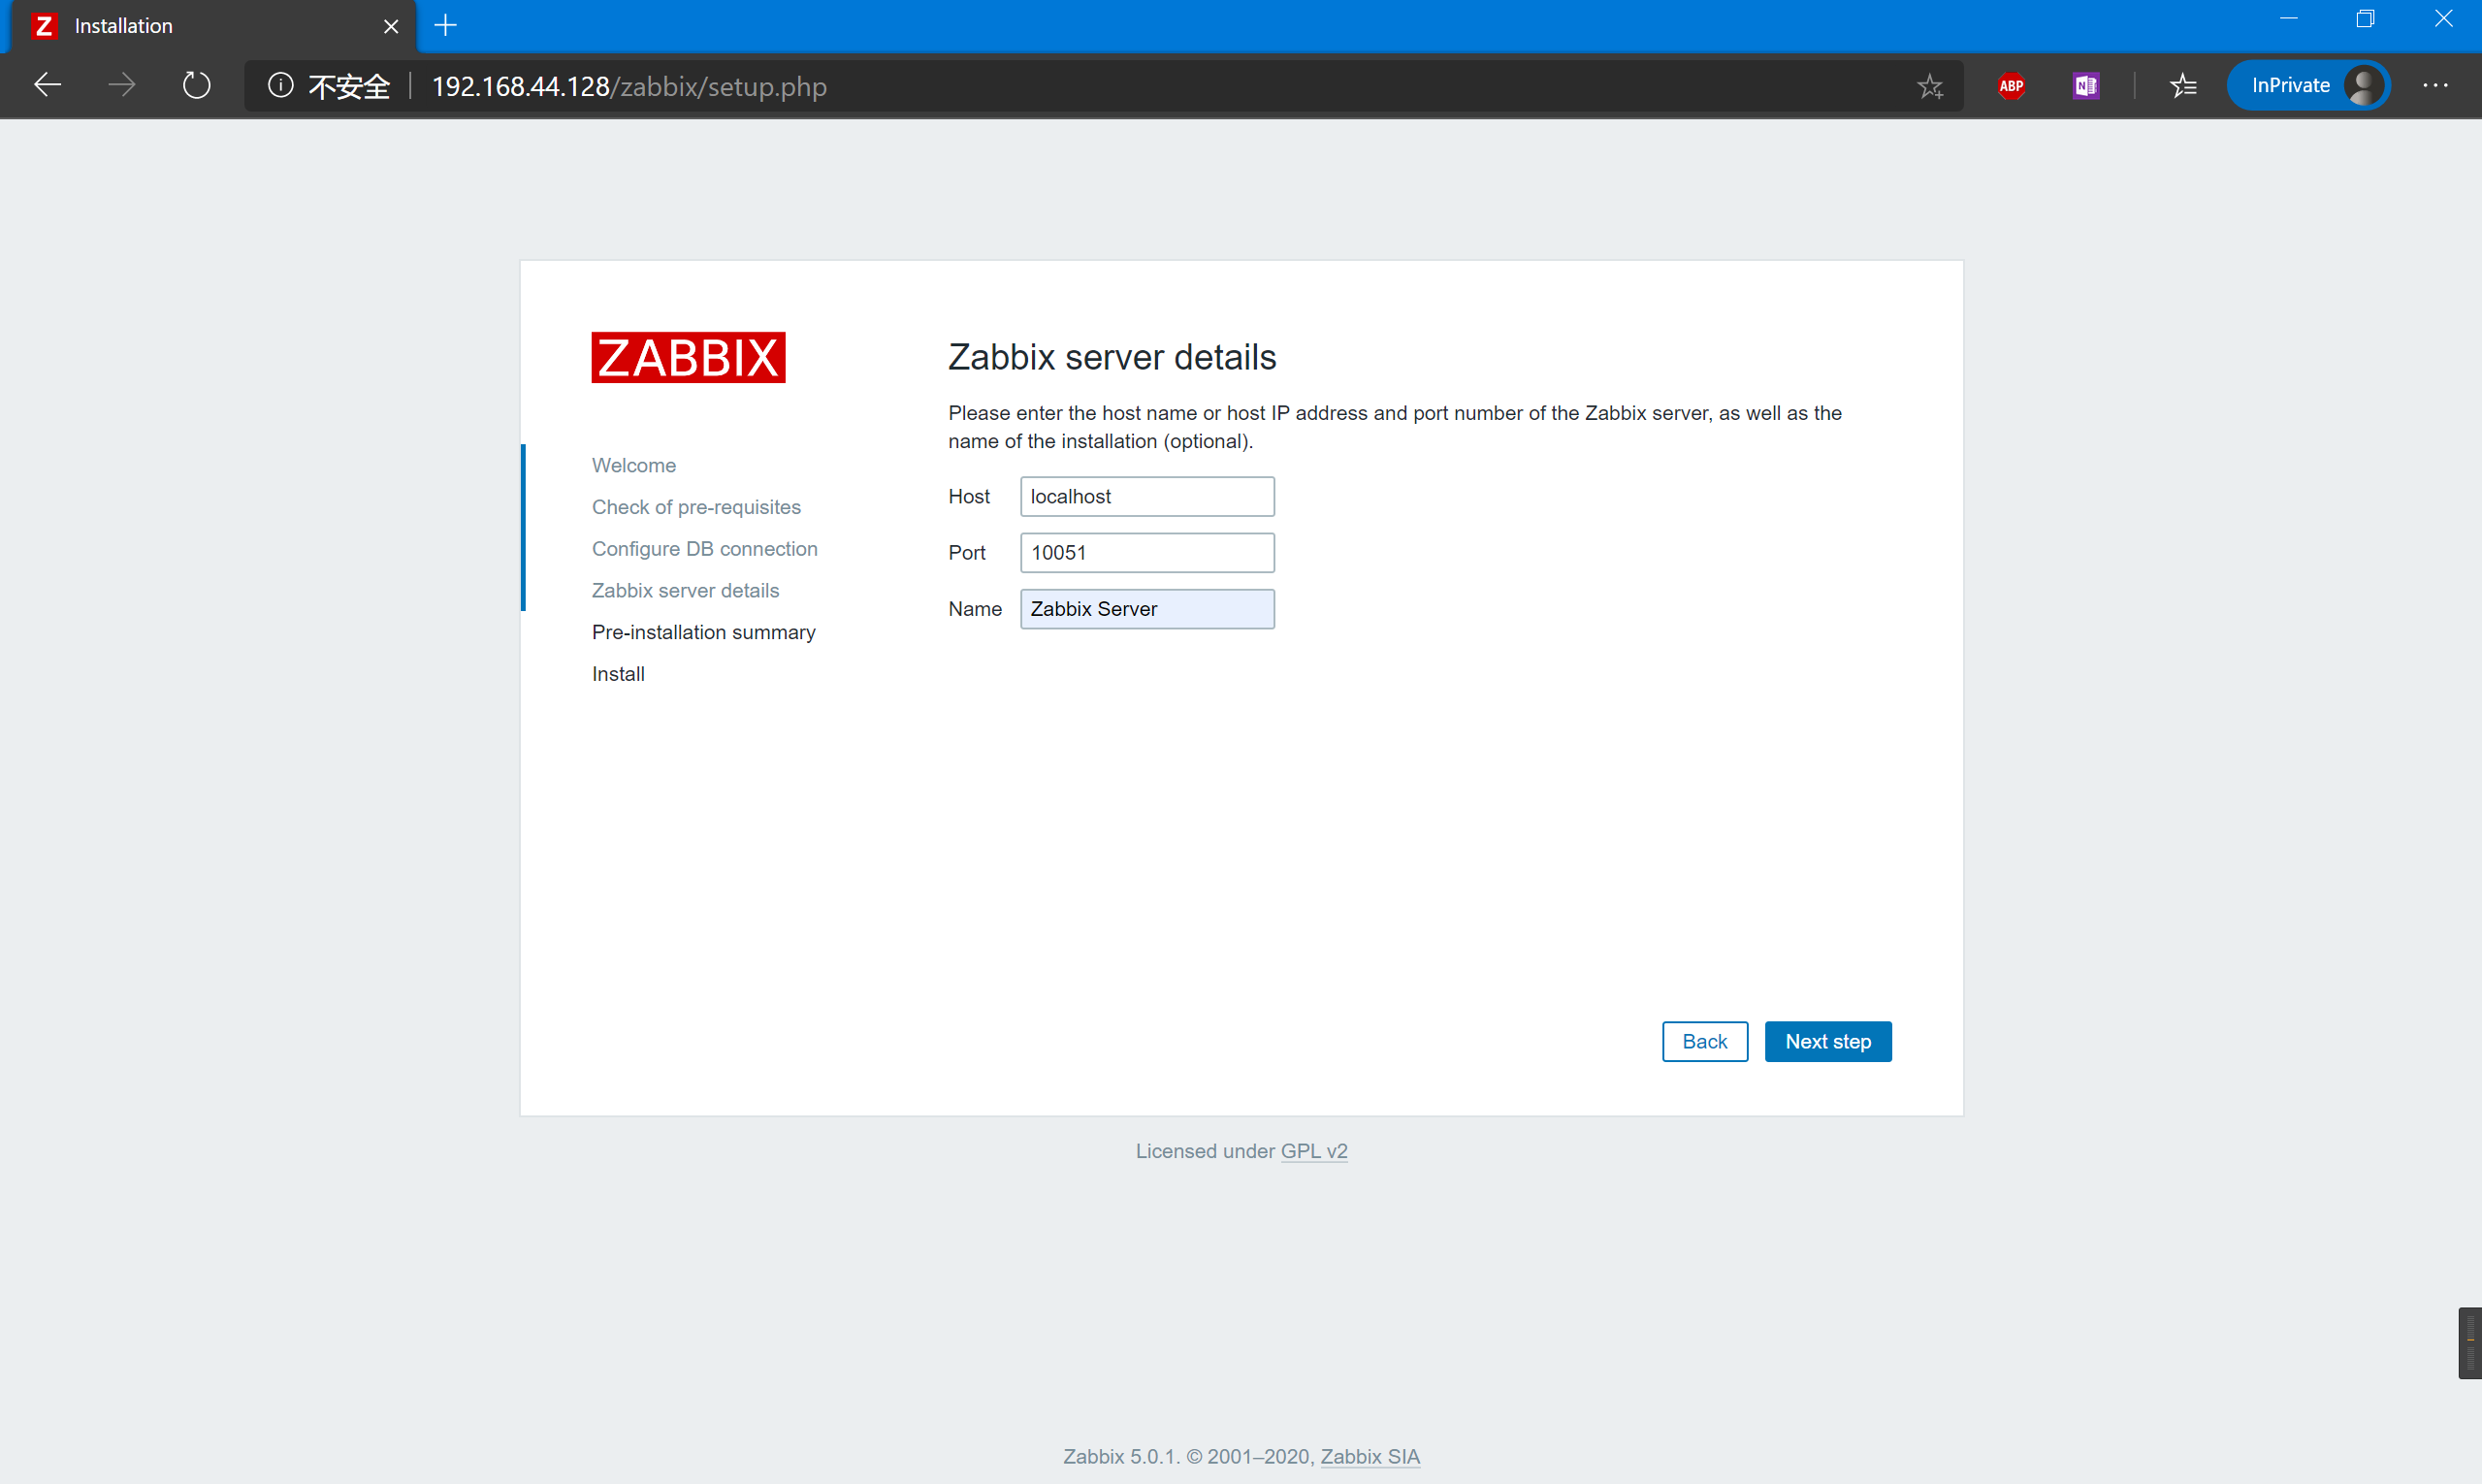 Z Installation
不安全 192.168.44.128/zabbix/setup.php ABP N InPrivate
ZABBIX
Welcome
Check of pre-requisites
Configure DB connection
Zabbix server details
Pre-installation summary
Install
Zabbix server details
Please enter the host name or host IP address and port number of the Zabbix server, as well as the
name of the installation (optional).
Host localhost
Port 10051
Name Zabbix Server
Back Next step
Licensed under GPL v2
Zabbix 5.0.1. © 2001–2020, Zabbix SIA